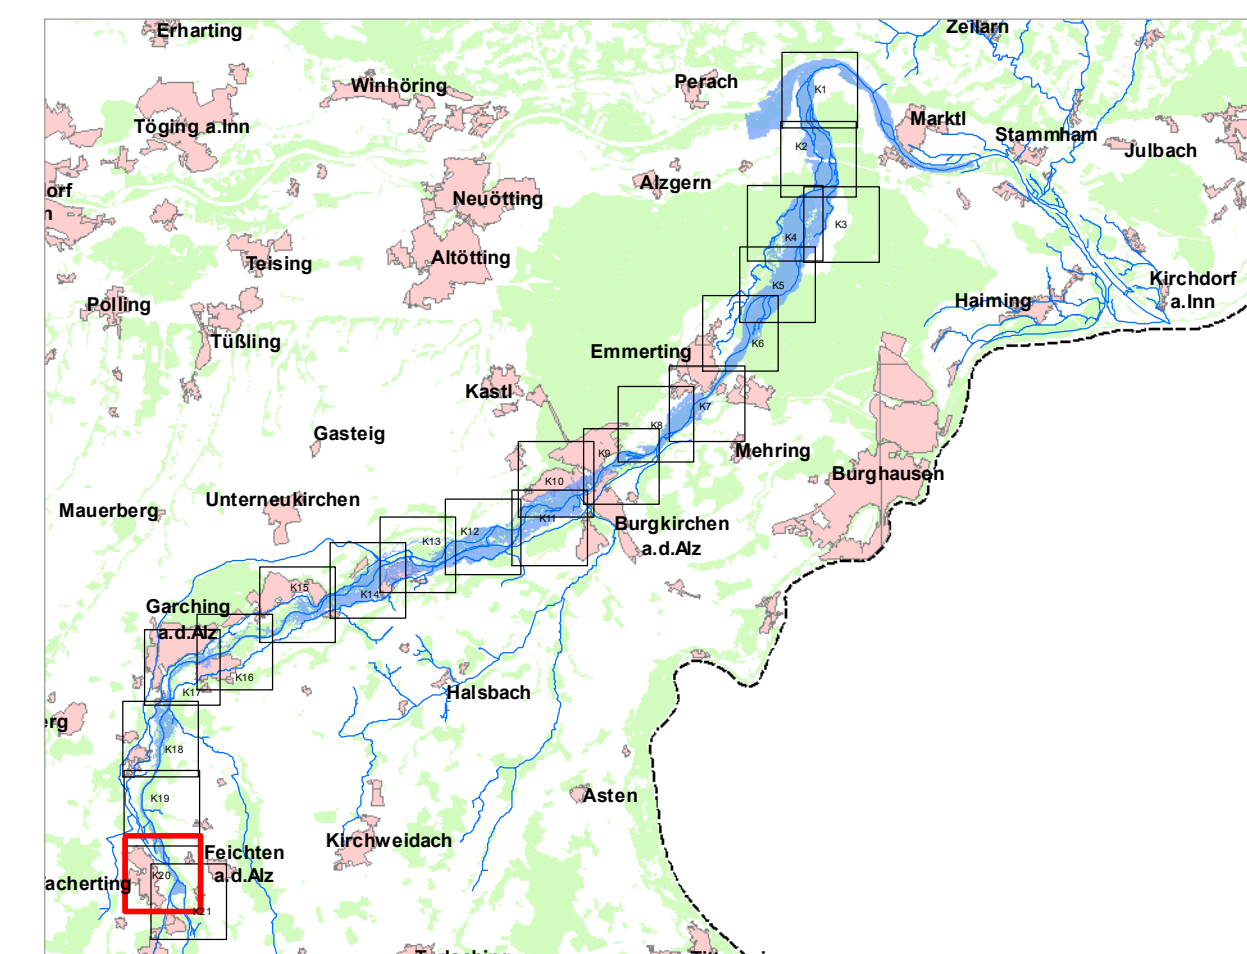 Erharting
Zeilarn
Winhöring
Perach
K1
Töging a.Inn
Marktl
Stammham
K2
Julbach
Alzgern
orf
n
Neuötting
K3
K4
Teising
Altötting
K5
Kirchdorf
a.Inn
Polling
Haiming
Tüßling
K6
Emmerting
Kastl
K7
Gasteig
K8
Mehring
K9
Burghausen
K10
Unterneukirchen
Mauerberg
K11
Burgkirchen
a.d.Alz
K12
K13
K15
K14
Garching
a.d.Alz
K16
K17
Halsbach
erg
K18
K19
Asten
Kirchweidach
Feichten
a.d.Alz
K20
acherting
K21